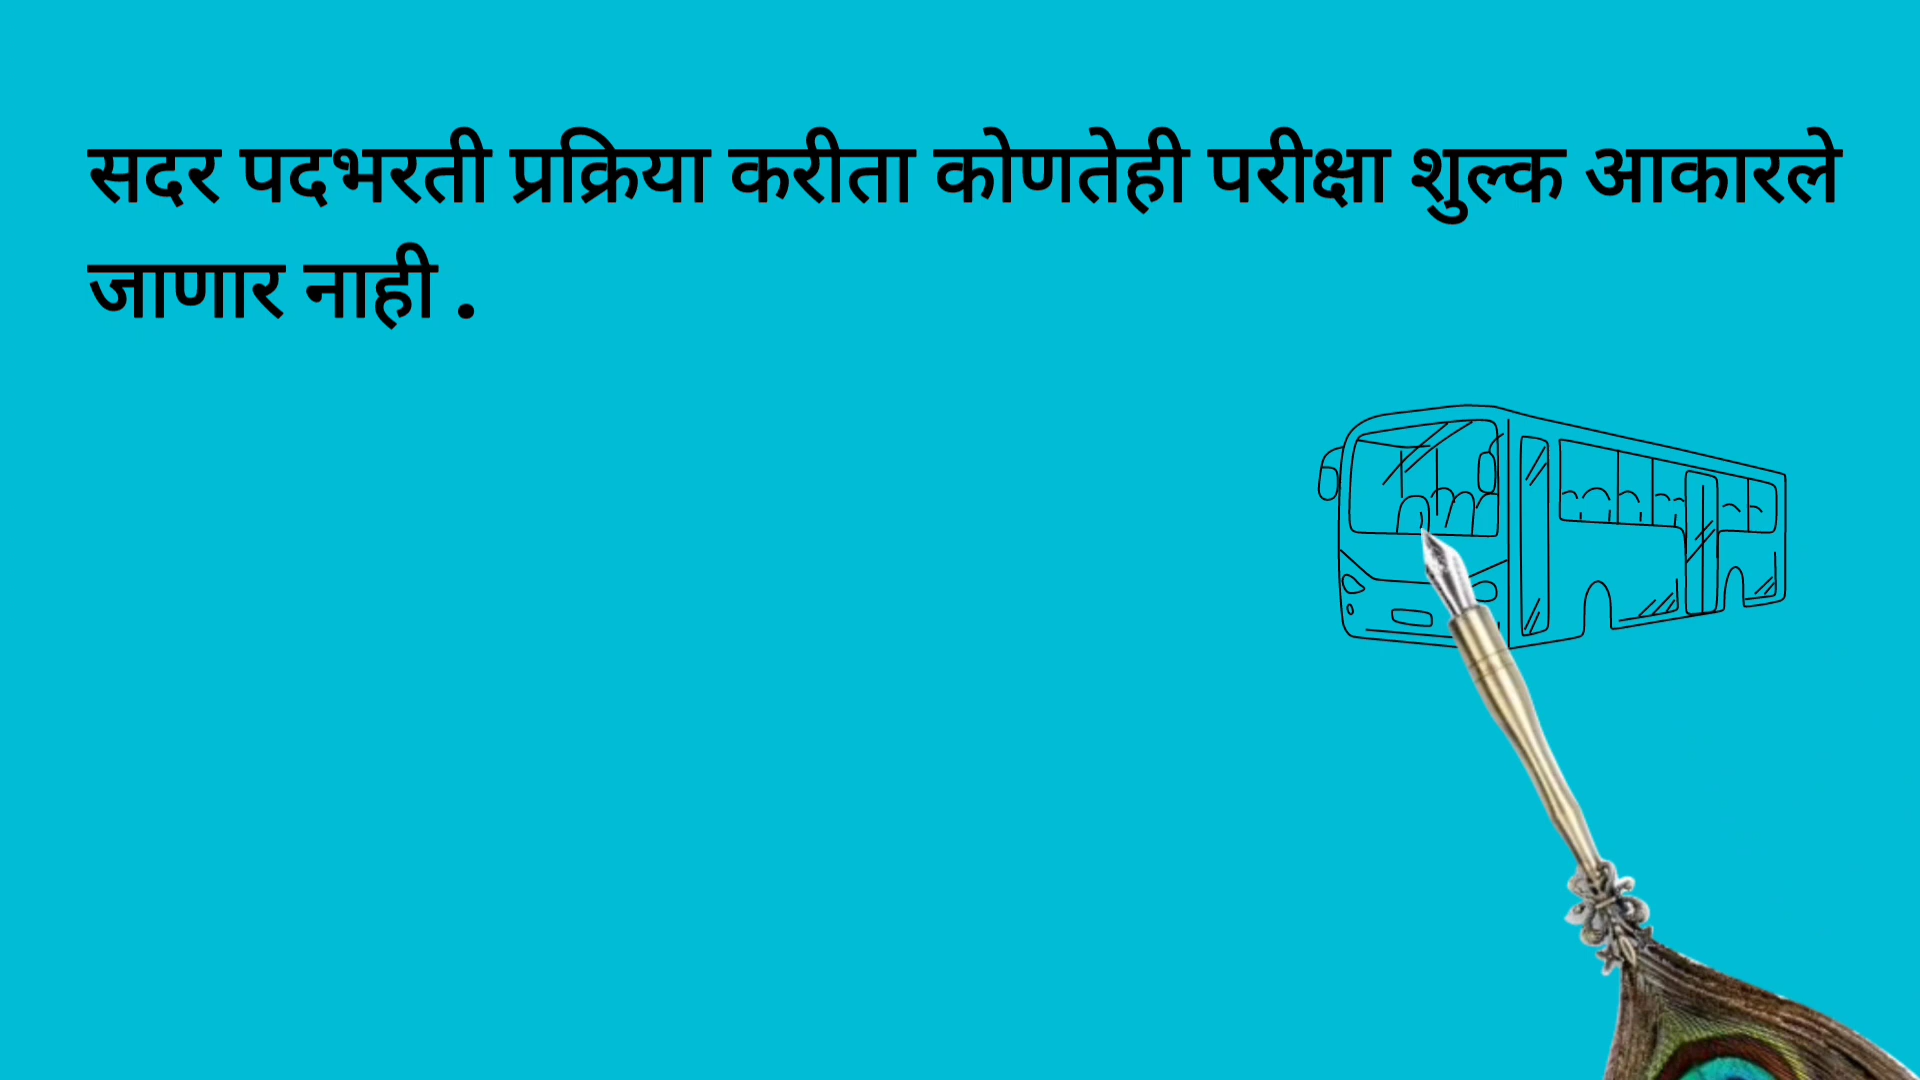 सदर पदभरती प्रक्रिया करीता कोणतेही परीक्षा शुल्क आकारले
जाणार नाही .